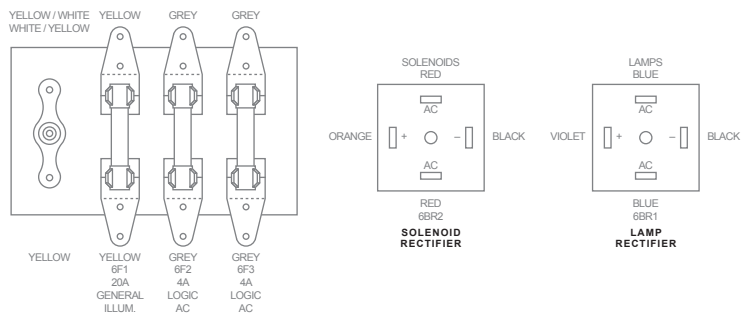 YELLOW / WHITE
WHITE / YELLOW
YELLOW
GREY
GREY
YELLOW
YELLOW
6F1
20A
GENERAL
ILLUM.
GREY
6F2
4A
LOGIC
AC
GREY
6F3
4A
LOGIC
AC
SOLENOIDS
RED
AC
ORANGE
+
–
BLACK
AC
RED
6BR2
SOLENOID
RECTIFIER
LAMPS
BLUE
AC
VIOLET
+
–
BLACK
AC
BLUE
6BR1
LAMP
RECTIFIER